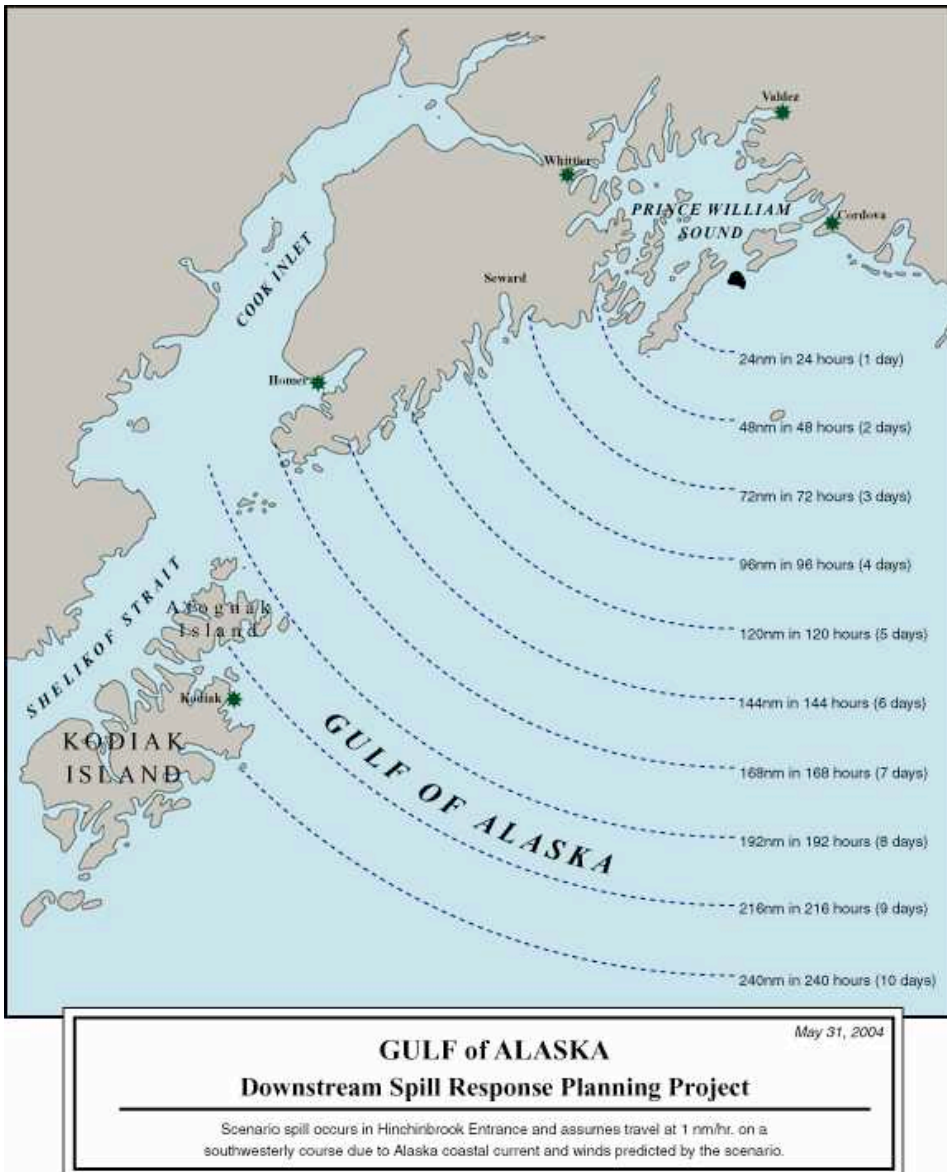 Valdez
Whittier
PRINCE WILLIAM
SOUND
Cordova
COOK INLET
Seward
24nm in 24 hours (1 day)
Homer
48nm in 48 hours (2 days)
72nm in 72 hours (3 days)
96nm in 96 hours (4 days)
SHELIKOF STRAIT
Afognak
Island
120nm in 120 hours (5 days)
Kodiak
144nm in 144 hours (6 days)
KODIAK
ISLAND
GULF OF ALASKA
168nm in 168 hours (7 days)
192nm in 192 hours (8 days)
216nm in 216 hours (9 days)
240nm in 240 hours (10 days)
May 31, 2004
GULF of ALASKA
Downstream Spill Response Planning Project
Scenario spill occurs in Hinchinbrook Entrance and assumes travel at 1 nm/hr. on a
southwesterly course due to Alaska coastal current and winds predicted by the scenario.